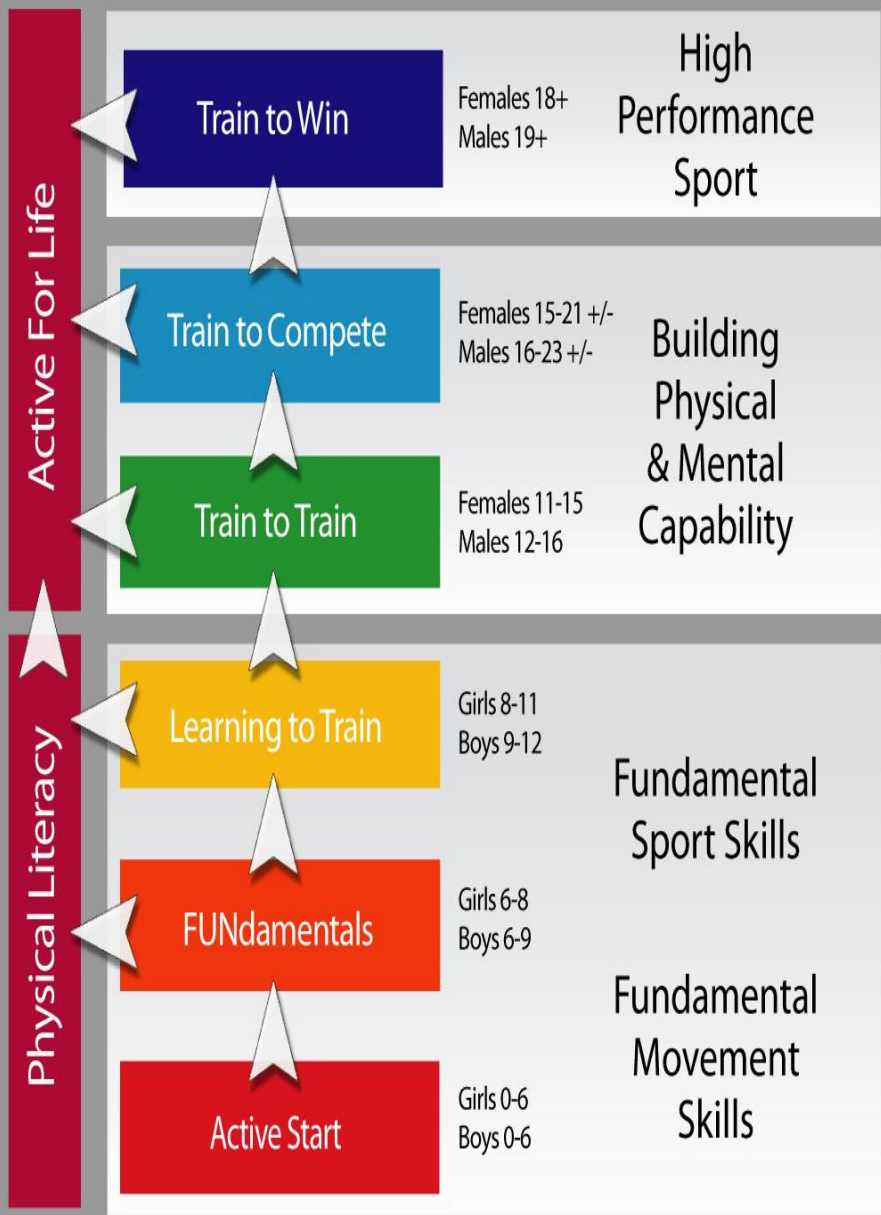 Active For Life
Physical Literacy
Train to Win
Females 18+
Males 19+
High
Performance
Sport
Train to Compete
Females 15-21 +/-
Males 16-23 +/-
Train to Train
Females 11-15
Males 12-16
Building
Physical
& Mental
Capability
Learning to Train
Girls 8-11
Boys 9-12
FUNdamentals
Girls 6-8
Boys 6-9
Active Start
Girls 0-6
Boys 0-6
Fundamental
Sport Skills
Fundamental
Movement
Skills